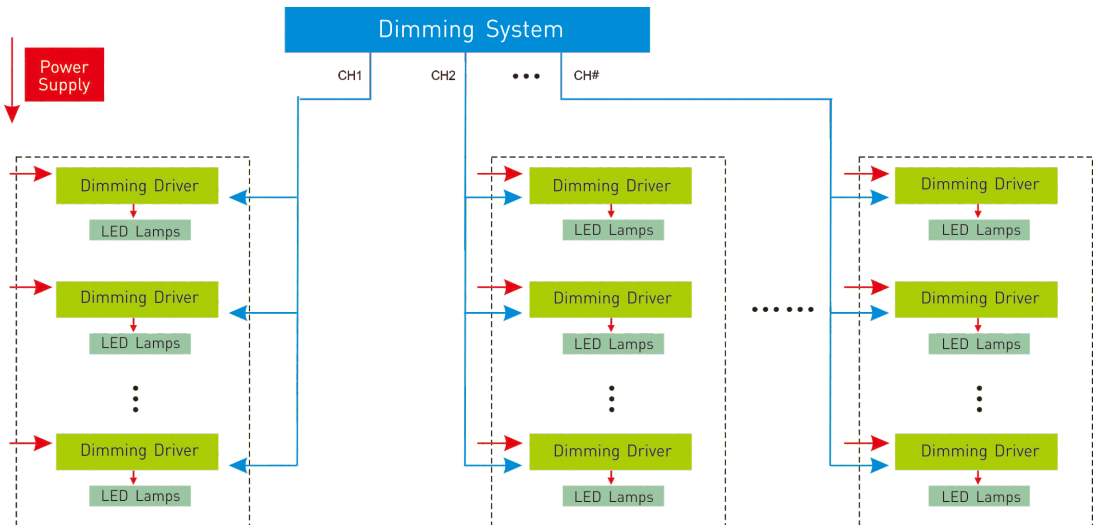 Dimming System
Power
Supply
CH1
CH2
•••
CH#
Dimming Driver
LED Lamps
Dimming Driver
LED Lamps
Dimming Driver
LED Lamps
Dimming Driver
LED Lamps
Dimming Driver
LED Lamps
Dimming Driver
LED Lamps
••••••
Dimming Driver
LED Lamps
Dimming Driver
LED Lamps
Dimming Driver
LED Lamps